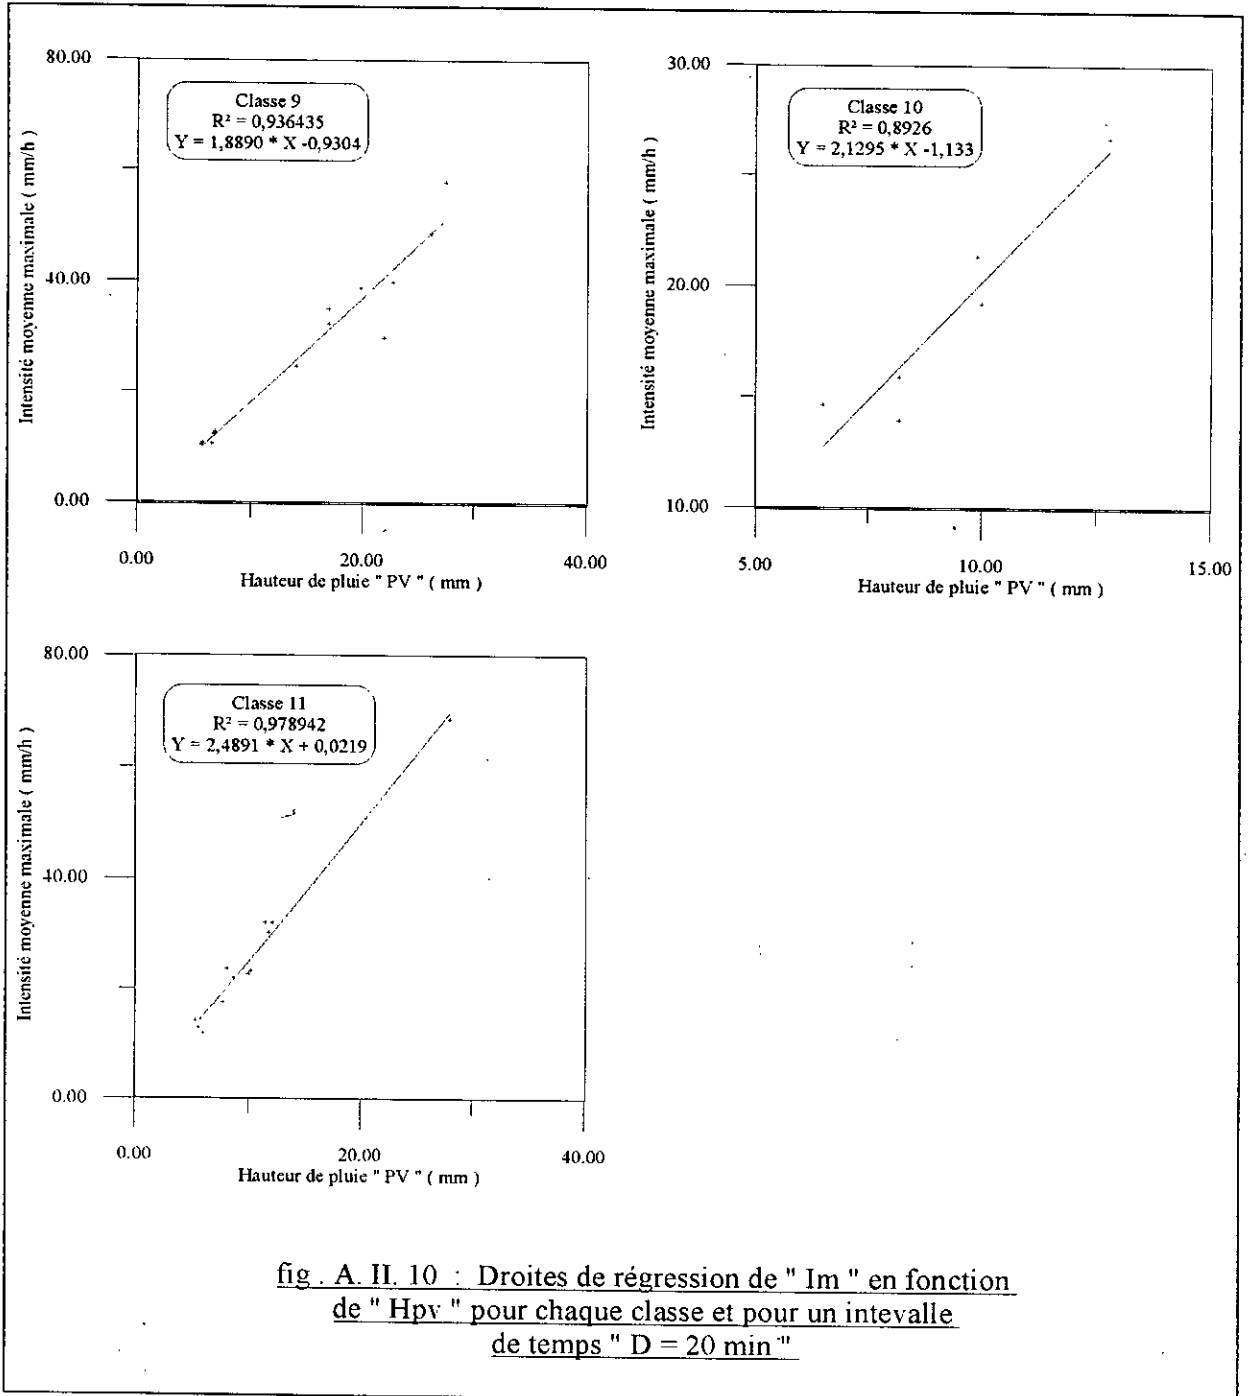 80.00
40.00
0.00
Intensité moyenne maximale ( mm/h )
Classe 9
R² = 0,936435
Y = 1,8890 * X -0,9304
0.00
20.00
40.00
Hauteur de pluie " PV " ( mm )
30.00
20.00
10.00
Intensité moyenne maximale ( mm/h )
Classe 10
R² = 0,8926
Y = 2,1295 * X -1,133
5.00
10.00
15.00
Hauteur de pluie " PV " ( mm )
80.00
40.00
0.00
Intensité moyenne maximale ( mm/h )
Classe 11
R² = 0,978942
Y = 2,4891 * X + 0,0219
0.00
20.00
40.00
Hauteur de pluie " PV " ( mm )
fig . A. II. 10 : Droites de régression de " Im " en fonction
de " Hpv " pour chaque classe et pour un intevalle
de temps " D = 20 min "